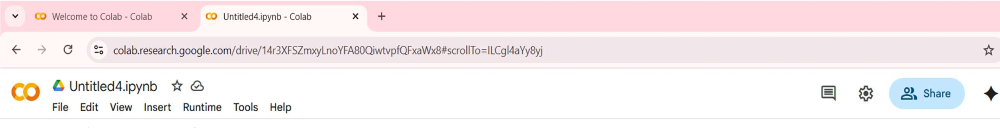 Welcome to Colab - Colab
Untitled4.ipynb - Colab
colab.research.google.com/drive/14r3XFSZmxyLnoYFA80QiwtvpfQFxaWx8#scrollTo=ILCgl4aYy8yj
Untitled4.ipynb
Share
File Edit View Insert Runtime Tools Help